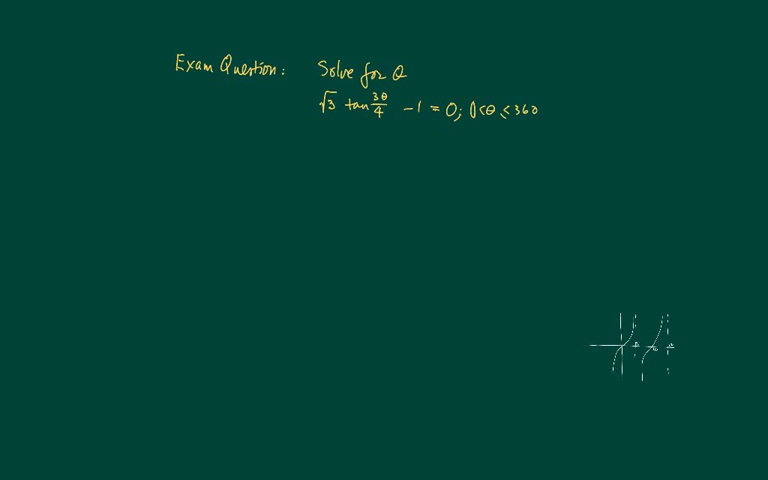 Exam Question: Solve for θ
√3 tan 3θ/4 - 1 = 0; 0<θ ≤ 360